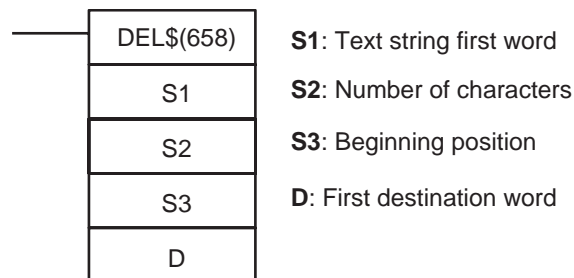 DEL$(658)
S1
S2
S3
D
S1: Text string first word
S2: Number of characters
S3: Beginning position
D: First destination word